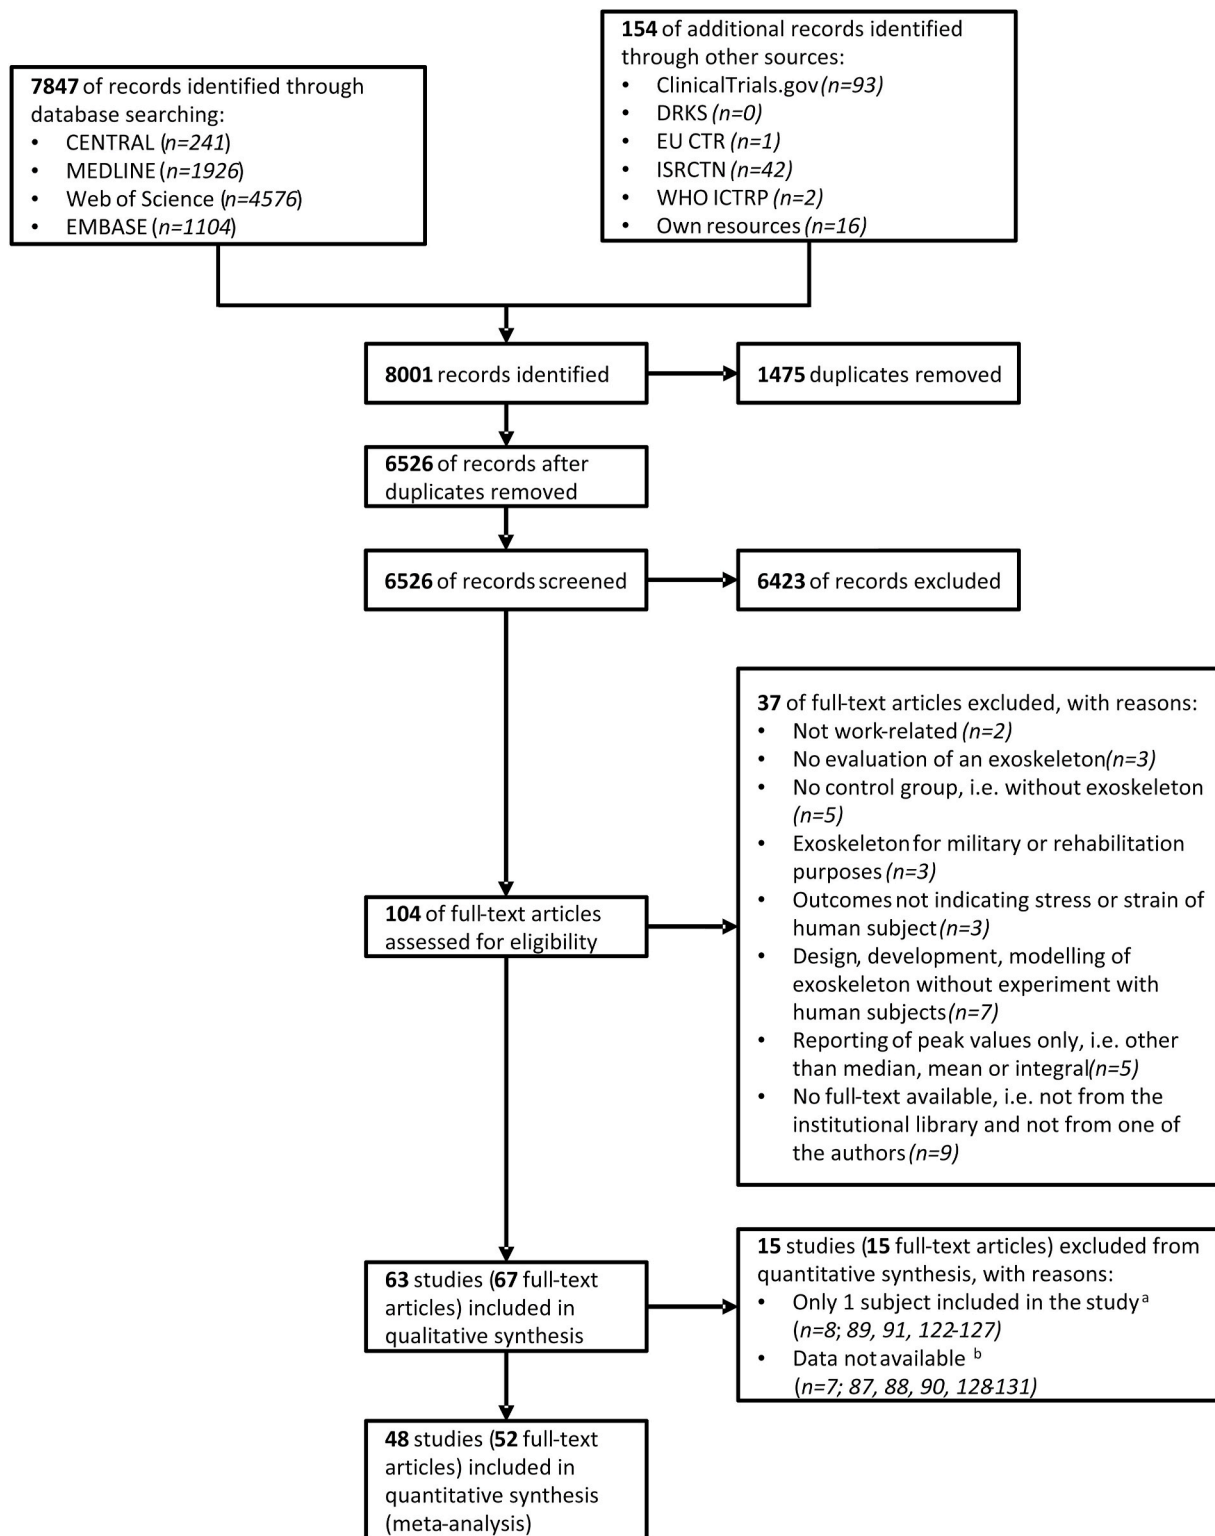 7847 of records identified through
database searching:
• CENTRAL (n=241)
• MEDLINE (n=1926)
• Web of Science (n=4576)
• EMBASE (n=1104)
154 of additional records identified
through other sources:
• ClinicalTrials.gov (n=93)
• DRKS (n=0)
• EU CTR (n=1)
• ISRCTN (n=42)
• WHO ICTRP (n=2)
• Own resources (n=16)
8001 records identified
1475 duplicates removed
6526 of records after
duplicates removed
6526 of records screened
6423 of records excluded
104 of full-text articles
assessed for eligibility
37 of full-text articles excluded, with reasons:
• Not work-related (n=2)
• No evaluation of an exoskeleton (n=3)
• No control group, i.e. without exoskeleton
(n=5)
• Exoskeleton for military or rehabilitation
purposes (n=3)
• Outcomes not indicating stress or strain of
human subject (n=3)
• Design, development, modelling of
exoskeleton without experiment with
human subjects (n=7)
• Reporting of peak values only, i.e. other
than median, mean or integral (n=5)
• No full-text available, i.e. not from the
institutional library and not from one of
the authors (n=9)
63 studies (67 full-text
articles) included in
qualitative synthesis
15 studies (15 full-text articles) excluded from
quantitative synthesis, with reasons:
• Only 1 subject included in the study a
(n=8; 89, 91, 122-127)
• Data not available b
(n=7; 87, 88, 90, 128-131)
48 studies (52 full-text
articles) included in
quantitative synthesis
(meta-analysis)